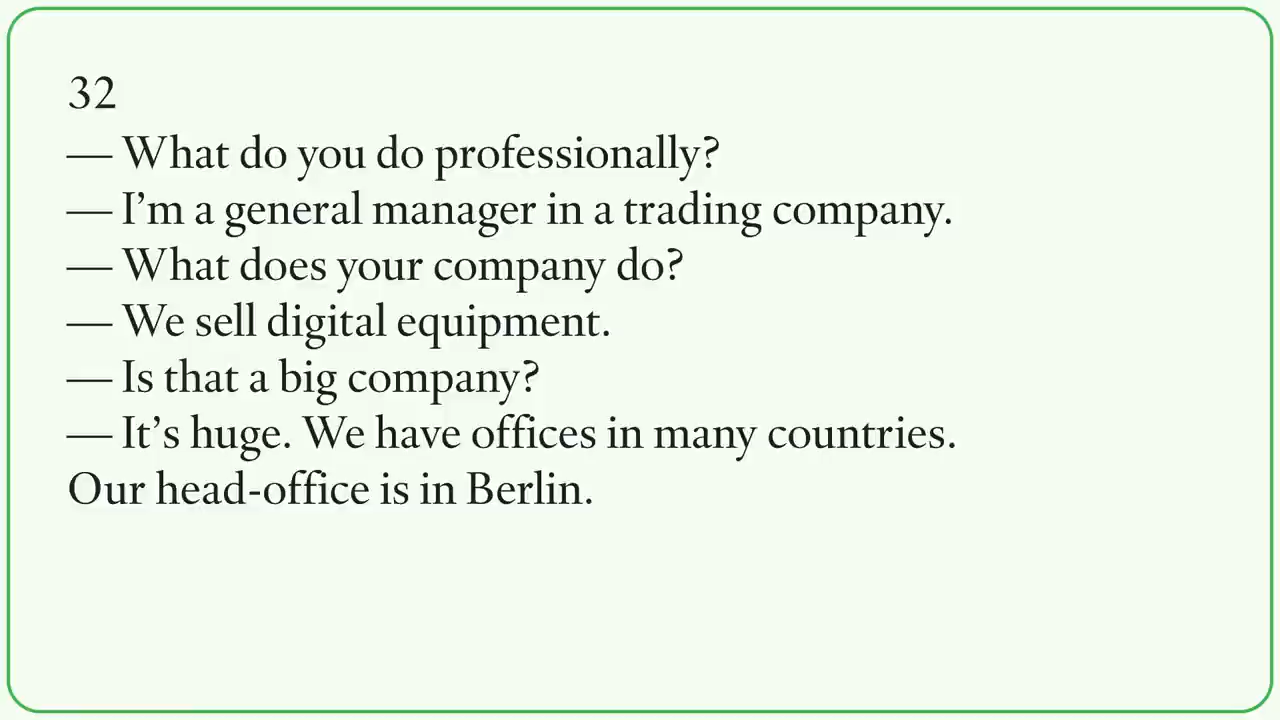 32
— What do you do professionally?
— I’m a general manager in a trading company.
— What does your company do?
— We sell digital equipment.
— Is that a big company?
— It’s huge. We have offices in many countries.
Our head-office is in Berlin.